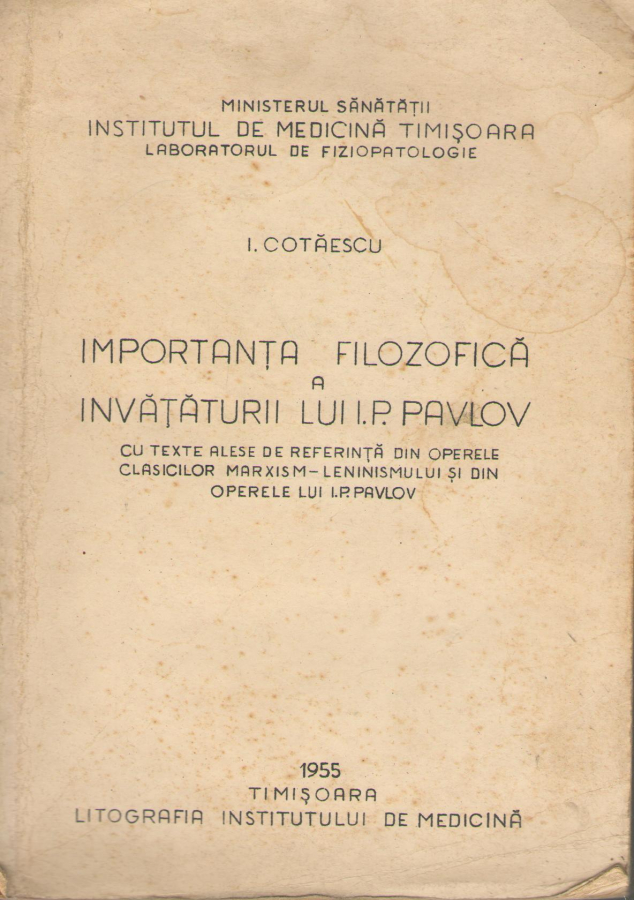 MINISTERUL SĂNĂTĂȚII
INSTITUTUL DE MEDICINĂ TIMIȘOARA
LABORATORUL DE FIZIOPATOLOGIE
I. COTĂESCU
IMPORTANȚA FILOZOFICĂ
A
INVĂȚĂTURII LUI I.P. PAVLOV
CU TEXTE ALESE DE REFERINȚĂ DIN OPERELE
CLASICILOR MARXISM-LENINISMULUI ȘI DIN
OPERELE LUI I.P. PAVLOV
1955
TIMIȘOARA
LITOGRAFIA INSTITUTULUI DE MEDICINĂ